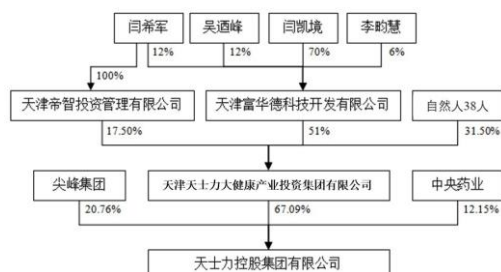 闫希军 吴迺峰 闫凯境 李畇慧
12% 12% 70% 6%
100%
天津帝智投资管理有限公司 天津富华德科技开发有限公司 自然人38人
17.50% 51% 31.50%
尖峰集团 天津天士力大健康产业投资集团有限公司 中央药业
20.76% 67.09% 12.15%
天士力控股集团有限公司